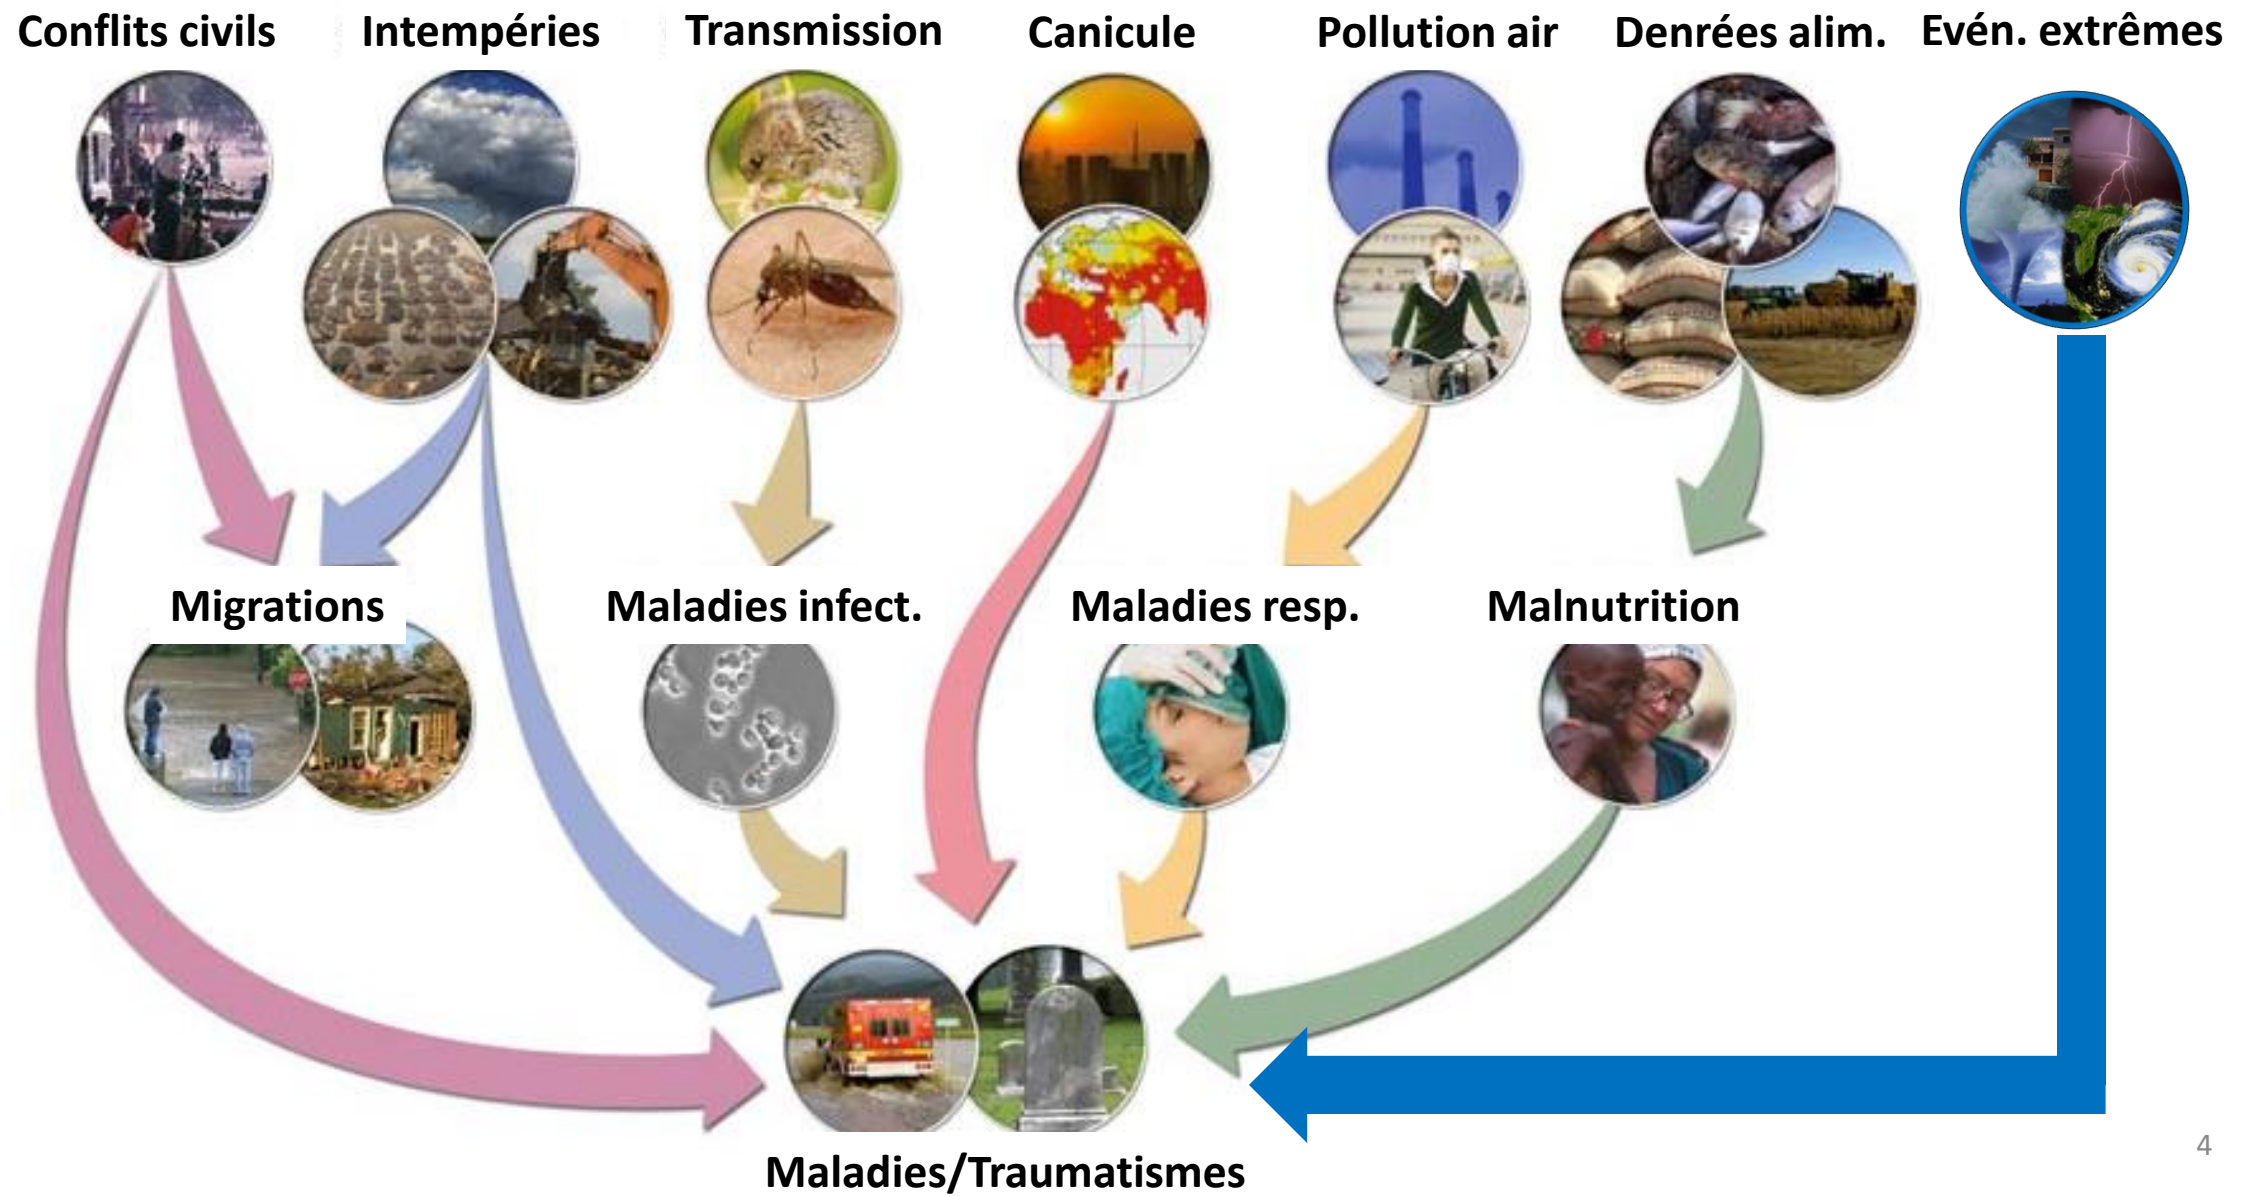 Conflits civils
Intempéries
Transmission
Canicule
Pollution air
Denrées alim.
Evén. extrêmes
Migrations
Maladies infect.
Maladies resp.
Malnutrition
Maladies/Traumatismes
4